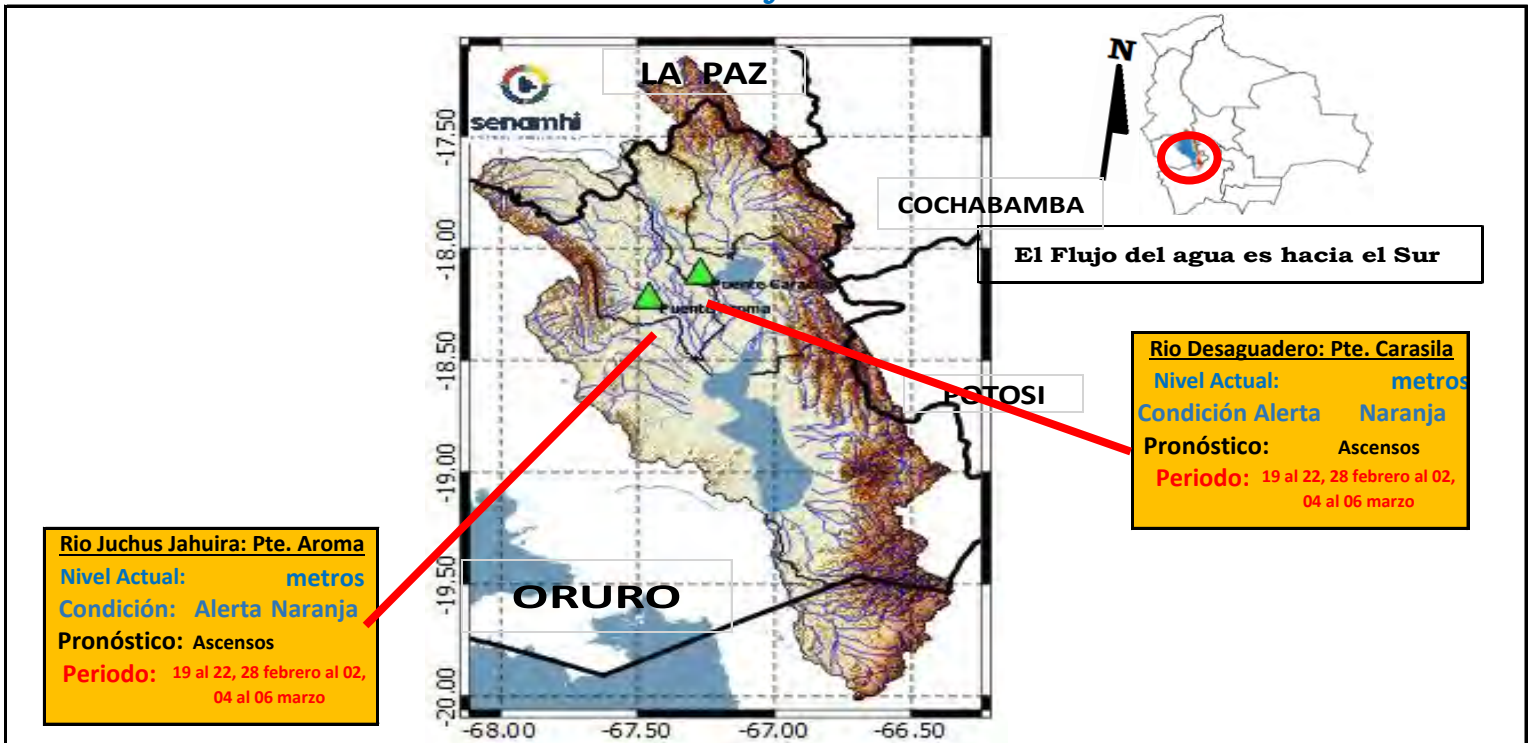 LA PAZ
senamhi
N
COCHABAMBA
El Flujo del agua es hacia el Sur
-17.50
-18.00
-18.50
-19.00
-19.50
-20.00
-68.00 -67.50 -67.00 -66.50
POTOSI
ORURO
Rio Desaguadero: Pte. Carasila
Nivel Actual: metros
Condición Alerta Naranja
Pronóstico: Ascensos
Periodo: 19 al 22, 28 febrero al 02,
04 al 06 marzo
Rio Juchus Jahuira: Pte. Aroma
Nivel Actual: metros
Condición: Alerta Naranja
Pronóstico: Ascensos
Periodo: 19 al 22, 28 febrero al 02,
04 al 06 marzo